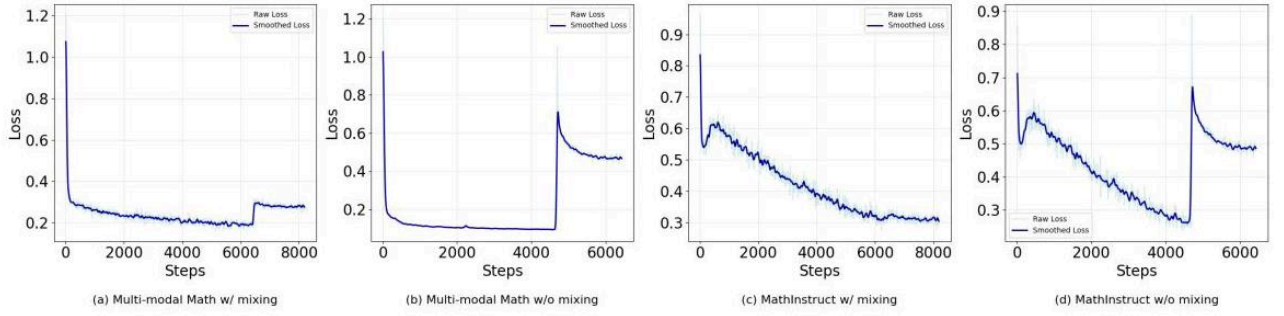 1.2
1.0
0.8
0.6
0.4
0.2
Loss
0
2000
4000
6000
8000
Steps
Raw Loss
Smoothed Loss
(a) Multi-modal Math w/ mixing
1.2
1.0
0.8
0.6
0.4
0.2
Loss
0
2000
4000
6000
Steps
Raw Loss
Smoothed Loss
(b) Multi-modal Math w/o mixing
0.9
0.8
0.7
0.6
0.5
0.4
0.3
Loss
0
2000
4000
6000
8000
Steps
Raw Loss
Smoothed Loss
(c) MathInstruct w/ mixing
0.9
0.8
0.7
0.6
0.5
0.4
0.3
Loss
0
2000
4000
6000
Steps
Raw Loss
Smoothed Loss
(d) MathInstruct w/o mixing